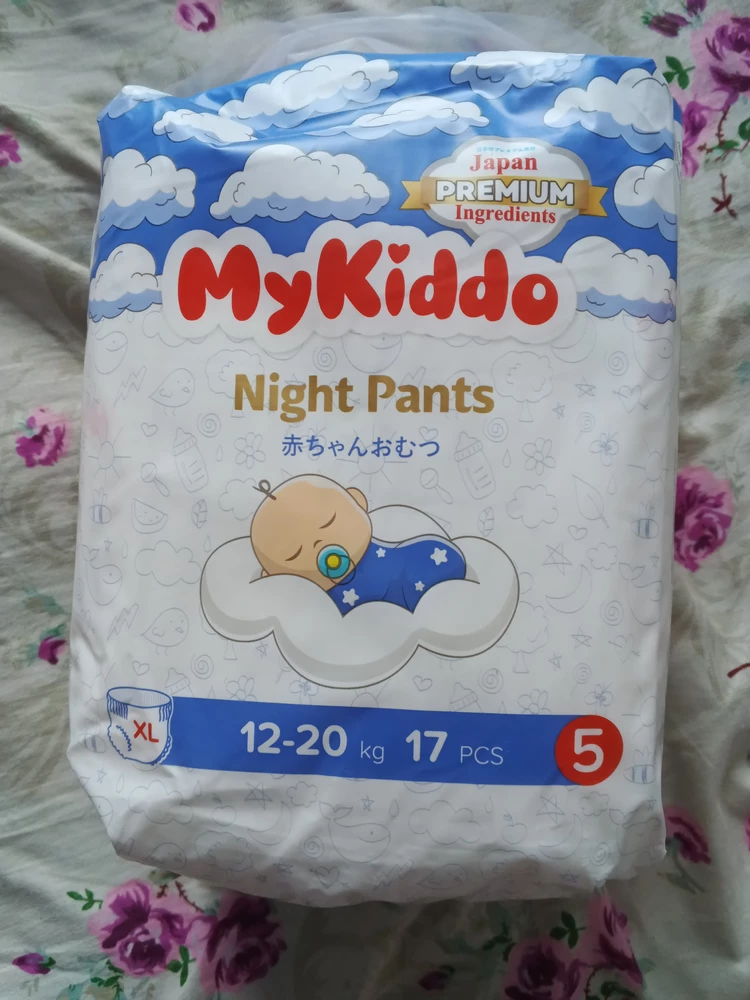 Japan
PREMIUM
Ingredients
MyKiddo
Night Pants
赤ちゃんおむつ
XL
12-20 kg 17 PCS
5